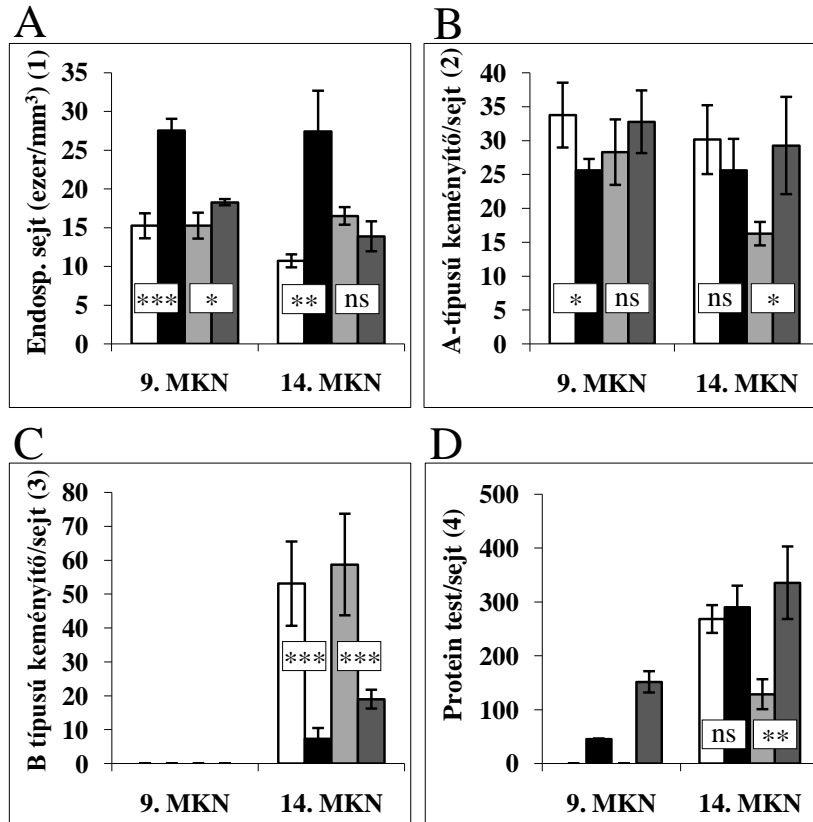 A
Endosp. sejt (ezer/mm³) (1)
35
30
25
20
15
10
5
0
*** * ** ns
9. MKN 14. MKN
B
A-típusú keményítő/sejt (2)
40
35
30
25
20
15
10
5
0
* ns ns *
9. MKN 14. MKN
C
B típusú keményítő/sejt (3)
80
70
60
50
40
30
20
10
0
*** ***
9. MKN 14. MKN
D
Protein test/sejt (4)
500
400
300
200
100
0
ns **
9. MKN 14. MKN